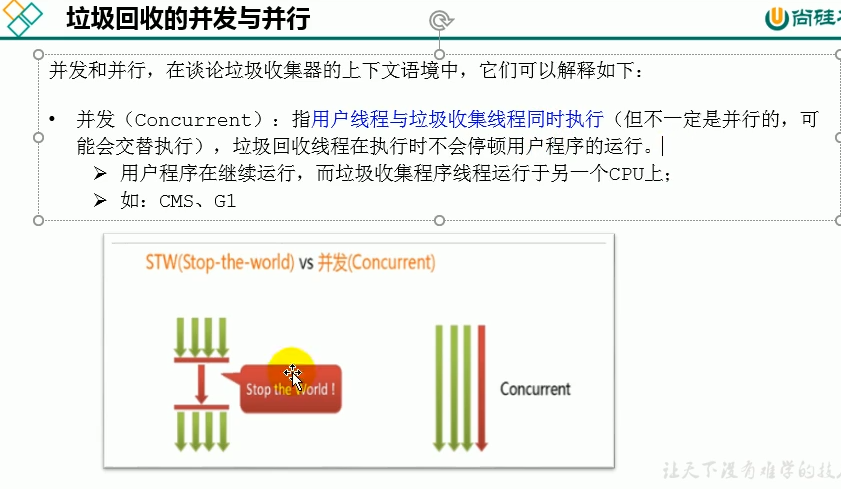 垃圾回收的并发与并行
尚硅
并发和并行，在谈论垃圾收集器的上下文语境中，它们可以解释如下：
• 并发（Concurrent）：指用户线程与垃圾收集线程同时执行（但不一定是并行的，可
能会交替执行），垃圾回收线程在执行时不会停顿用户程序的运行。
➢ 用户程序在继续运行，而垃圾收集程序线程运行于另一个CPU上；
➢ 如：CMS、G1
STW(Stop-the-world) vs 并发(Concurrent)
Stop the World !
Concurrent
让天下没有难学的技